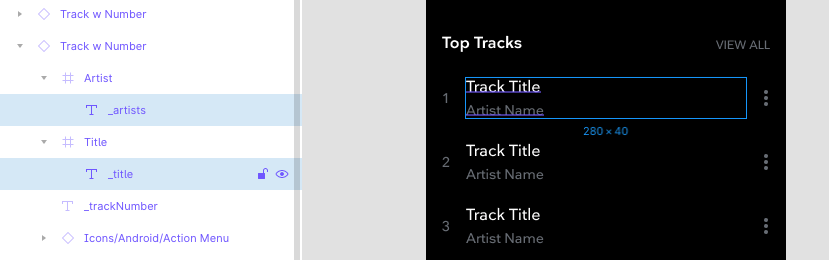 Track w Number
Track w Number
Artist
_artists
Title
_title
_trackNumber
Icons/Android/Action Menu
Top Tracks
VIEW ALL
1
Track Title
Artist Name
280 × 40
2
Track Title
Artist Name
3
Track Title
Artist Name